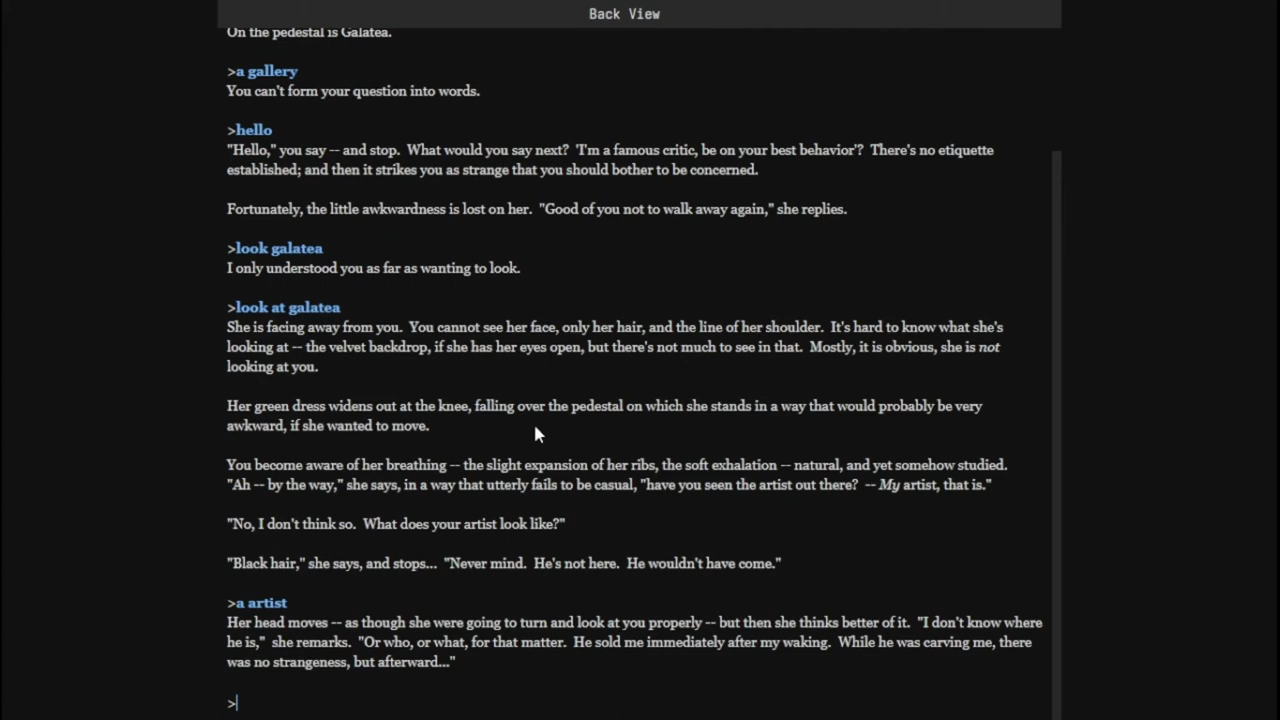 Back View
On the pedestal is Galatea.
>a gallery
You can't form your question into words.
>hello
"Hello," you say -- and stop.  What would you say next?  'I'm a famous critic, be on your best behavior'?  There's no etiquette
established; and then it strikes you as strange that you should bother to be concerned.
Fortunately, the little awkwardness is lost on her.  "Good of you not to walk away again," she replies.
>look galatea
I only understood you as far as wanting to look.
>look at galatea
She is facing away from you.  You cannot see her face, only her hair, and the line of her shoulder.  It's hard to know what she's
looking at -- the velvet backdrop, if she has her eyes open, but there's not much to see in that.  Mostly, it is obvious, she is not
looking at you.
Her green dress widens out at the knee, falling over the pedestal on which she stands in a way that would probably be very
awkward, if she wanted to move.
You become aware of her breathing -- the slight expansion of her ribs, the soft exhalation -- natural, and yet somehow studied.
"Ah -- by the way," she says, in a way that utterly fails to be casual, "have you seen the artist out there?  -- My artist, that is."
"No, I don't think so.  What does your artist look like?"
"Black hair," she says, and stops...  "Never mind.  He's not here.  He wouldn't have come."
>a artist
Her head moves -- as though she were going to turn and look at you properly -- but then she thinks better of it.  "I don't know where
he is,"  she remarks.  "Or who, or what, for that matter.  He sold me immediately after my waking.  While he was carving me, there
was no strangeness, but afterward..."
>